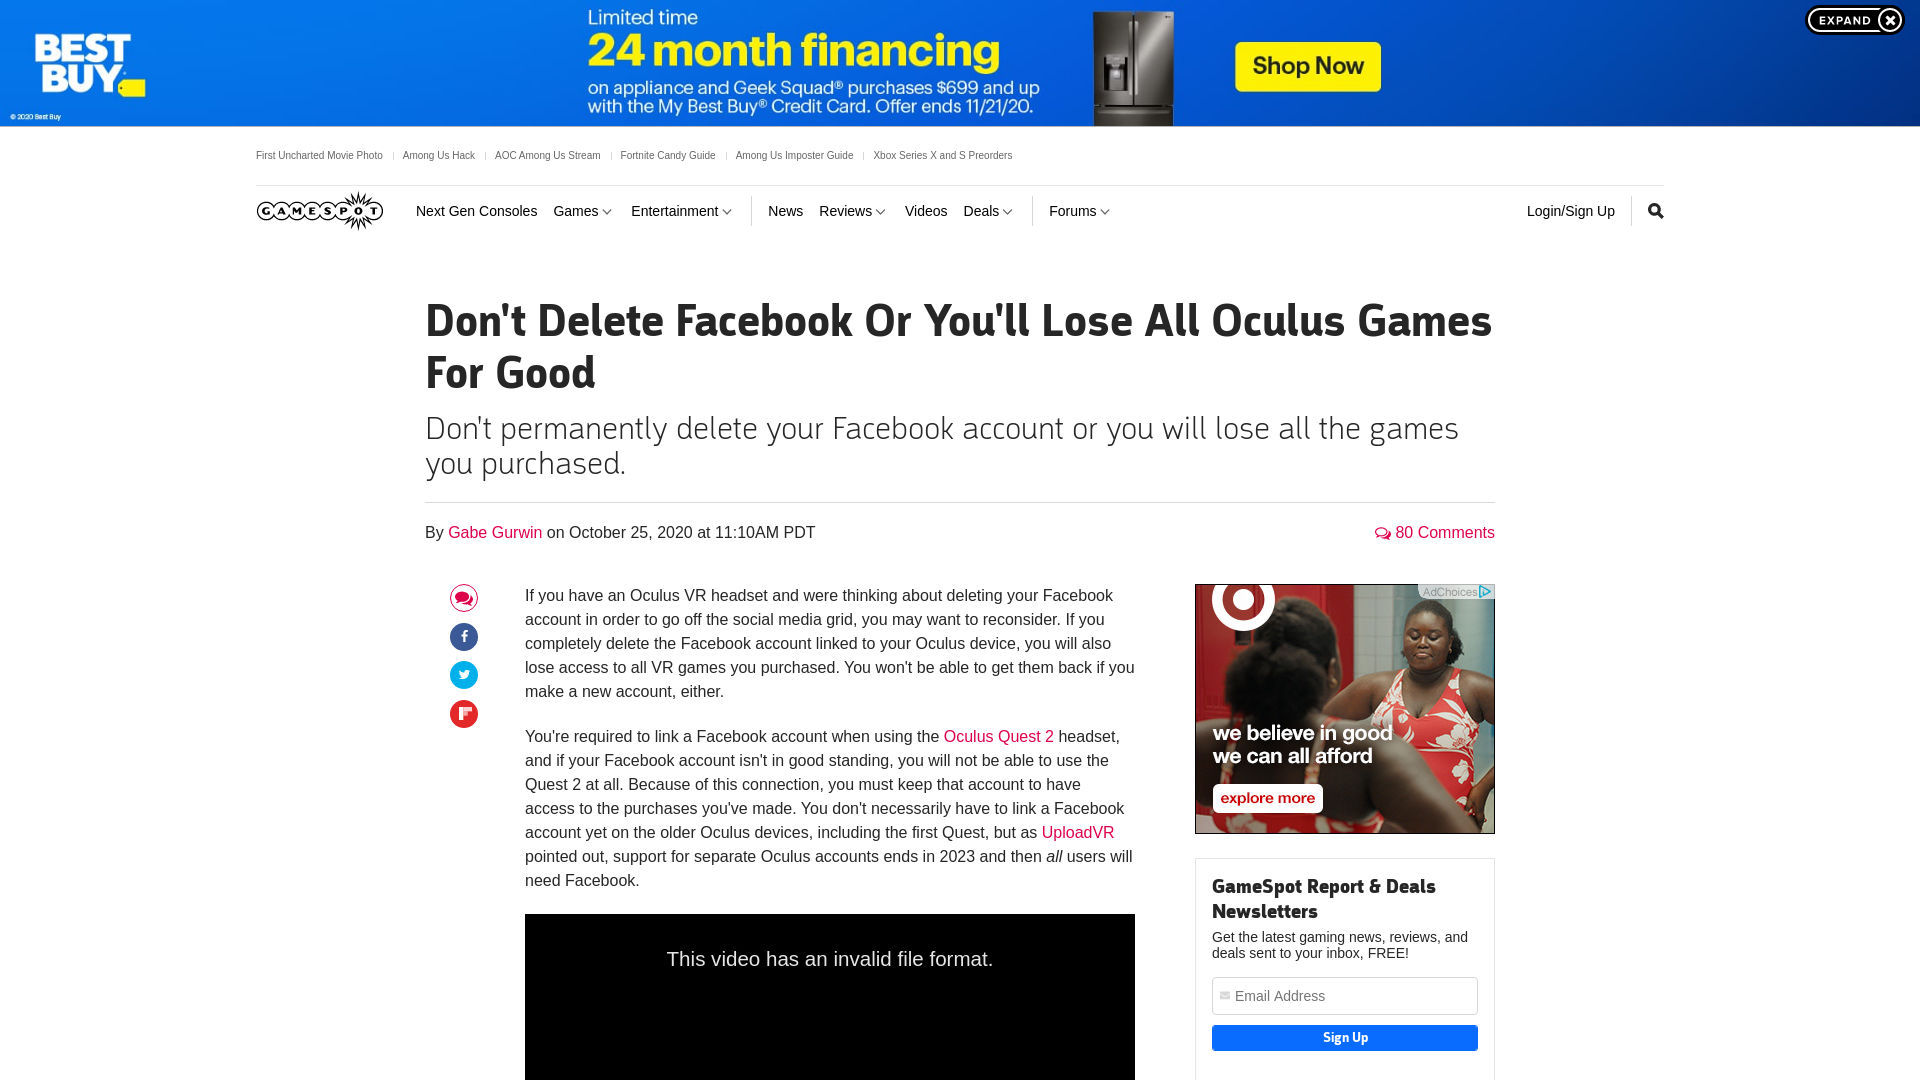 BEST
BUY
© 2020 Best Buy
Limited time
24 month financing
on appliance and Geek Squad® purchases $699 and up
with the My Best Buy® Credit Card. Offer ends 11/21/20.
Shop Now
EXPAND
First Uncharted Movie Photo
Among Us Hack
AOC Among Us Stream
Fortnite Candy Guide
Among Us Imposter Guide
Xbox Series X and S Preorders
GAMESPOT
Next Gen Consoles
Games
Entertainment
News
Reviews
Videos
Deals
Forums
Login/Sign Up
Don't Delete Facebook Or You'll Lose All Oculus Games
For Good
Don't permanently delete your Facebook account or you will lose all the games
you purchased.
By Gabe Gurwin on October 25, 2020 at 11:10AM PDT
80 Comments
If you have an Oculus VR headset and were thinking about deleting your Facebook
account in order to go off the social media grid, you may want to reconsider. If you
completely delete the Facebook account linked to your Oculus device, you will also
lose access to all VR games you purchased. You won't be able to get them back if you
make a new account, either.
You're required to link a Facebook account when using the Oculus Quest 2 headset,
and if your Facebook account isn't in good standing, you will not be able to use the
Quest 2 at all. Because of this connection, you must keep that account to have
access to the purchases you've made. You don't necessarily have to link a Facebook
account yet on the older Oculus devices, including the first Quest, but as UploadVR
pointed out, support for separate Oculus accounts ends in 2023 and then all users will
need Facebook.
This video has an invalid file format.
AdChoices
we believe in good
we can all afford
explore more
GameSpot Report & Deals
Newsletters
Get the latest gaming news, reviews, and
deals sent to your inbox, FREE!
Email Address
Sign Up